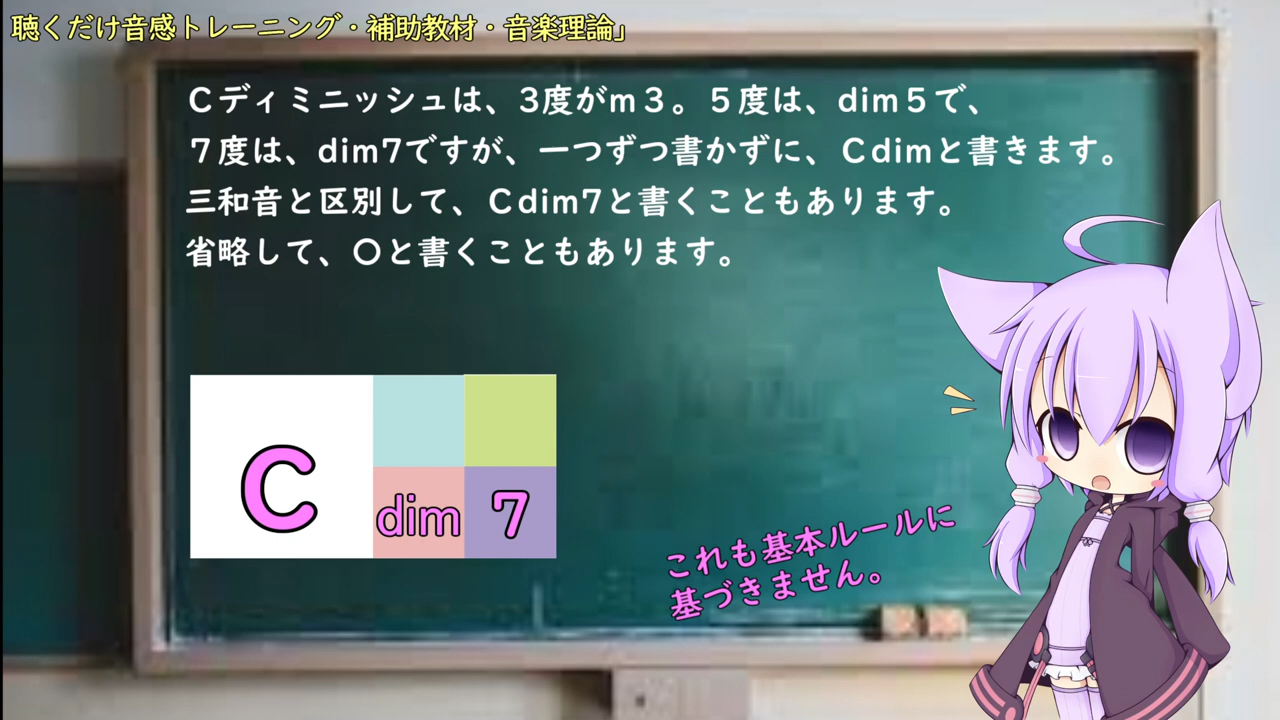 聴くだけ音感トレーニング・補助教材・音楽理論」
Ｃディミニッシュは、3度がｍ３。５度は、dim５で、
７度は、dim7ですが、一つずつ書かずに、Ｃdimと書きます。
三和音と区別して、Ｃdim7と書くこともあります。
省略して、〇と書くこともあります。
C
dim
7
これも基本ルールに
基づきません。